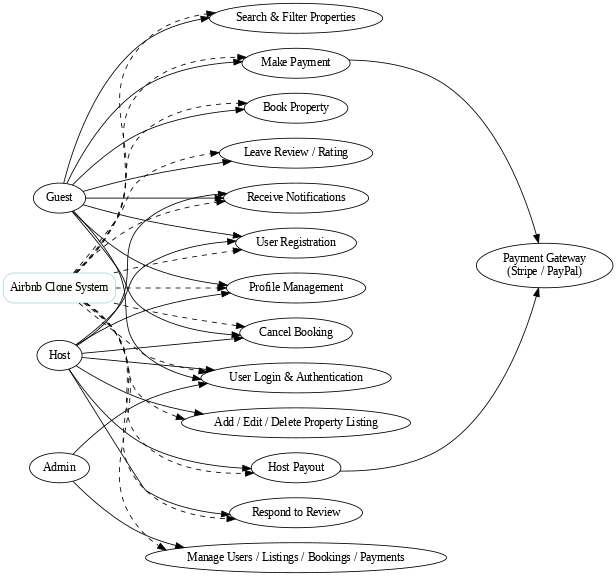 Search & Filter Properties
Make Payment
Book Property
Leave Review / Rating
Guest
Receive Notifications
User Registration
Payment Gateway
(Stripe / PayPal)
Airbnb Clone System
Profile Management
Cancel Booking
Host
User Login & Authentication
Add / Edit / Delete Property Listing
Admin
Host Payout
Respond to Review
Manage Users / Listings / Bookings / Payments